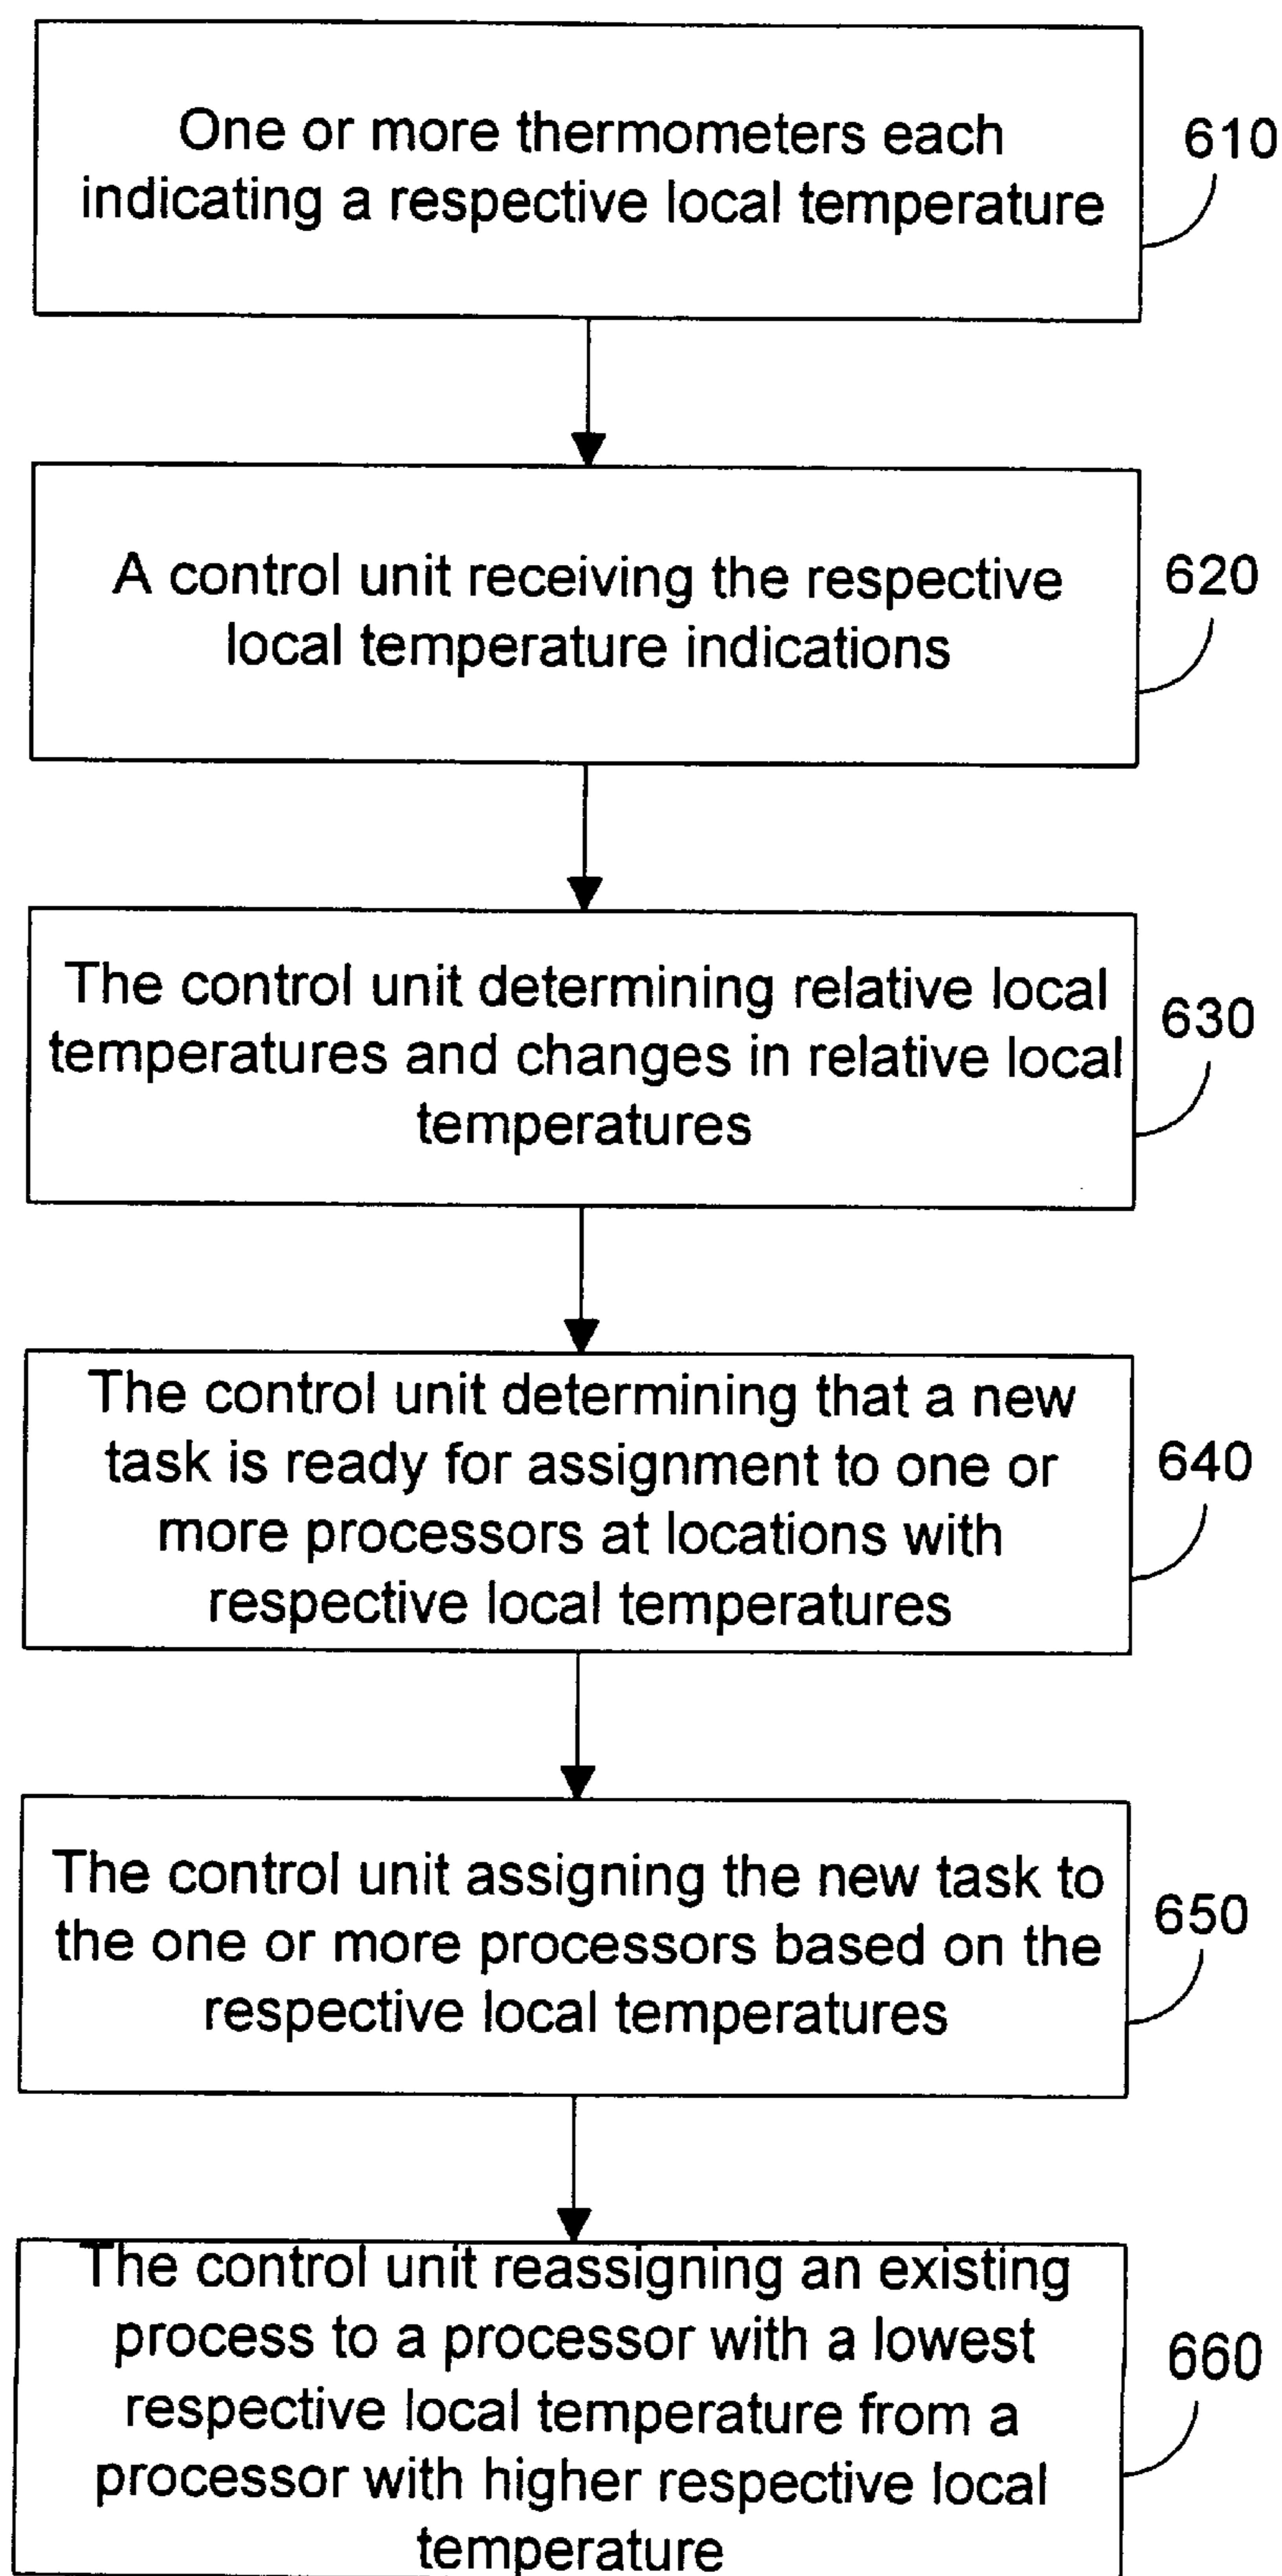 One or more thermometers each
indicating a respective local temperature
610
A control unit receiving the respective
local temperature indications
620
The control unit determining relative local
temperatures and changes in relative local
temperatures
630
The control unit determining that a new
task is ready for assignment to one or
more processors at locations with
respective local temperatures
640
The control unit assigning the new task to
the one or more processors based on the
respective local temperatures
650
The control unit reassigning an existing
process to a processor with a lowest
respective local temperature from a
processor with higher respective local
temperature
660